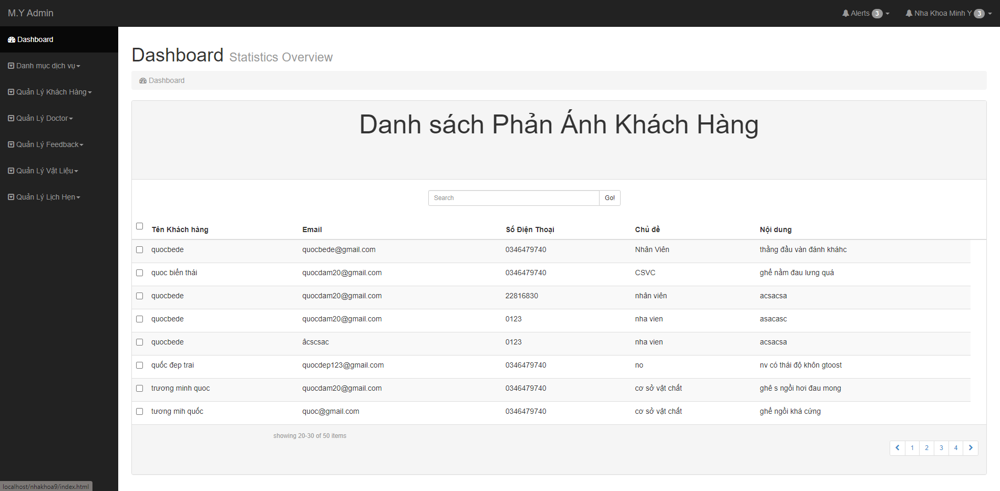 M.Y Admin
Alerts 3
Nha Khoa Minh Y 3
Dashboard
Danh mục dịch vụ
Quản Lý Khách Hàng
Quản Lý Doctor
Quản Lý Feedback
Quản Lý Vật Liệu
Quản Lý Lịch Hẹn
Dashboard Statistics Overview
Dashboard
Danh sách Phản Ánh Khách Hàng
Search Go!
Tên Khách hàng Email Số Điện Thoại Chủ đề Nội dung
quocbede quocbede@gmail.com 0346479740 Nhân Viên thằng đầu vàn đánh kháhc
quoc biến thái quocdam20@gmail.com 0346479740 CSVC ghế nằm đau lưng quá
quocbede quocdam20@gmail.com 22816830 nhân viên acsacsa
quocbede quocdam20@gmail.com 0123 nha vien asacasc
quocbede âcscsac 0123 nha vien acsacsa
quốc đep trai quocdep123@gmail.com 0346479740 no nv có thái độ khôn gtoost
trương minh quoc quocdam20@gmail.com 0346479740 cơ sở vật chất ghê s ngồi hơi đau mong
tương mih quốc quoc@gmail.com 0346479740 cơ sở vật chất ghế ngồi khá cứng
showing 20-30 of 50 items
1 2 3 4
localhost/nhakhoa9/index.html